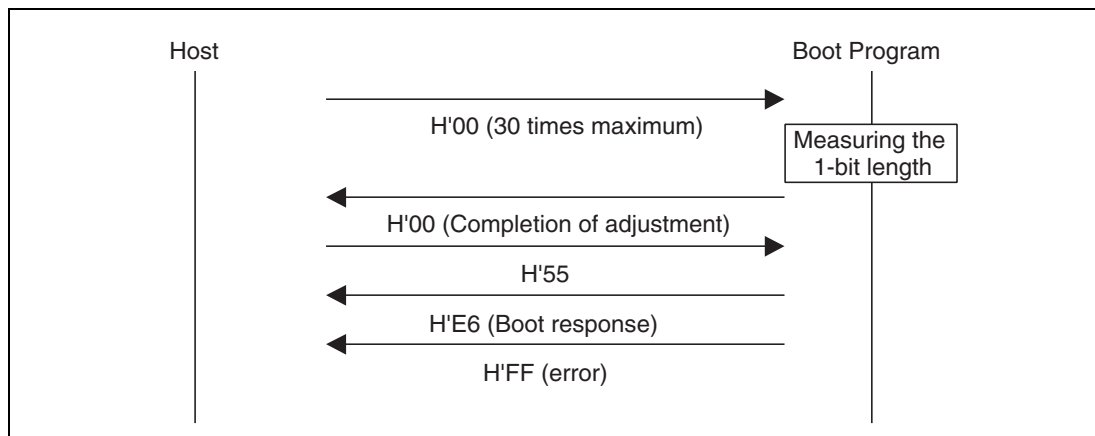 Host
Boot Program
H'00 (30 times maximum)
Measuring the
1-bit length
H'00 (Completion of adjustment)
H'55
H'E6 (Boot response)
H'FF (error)